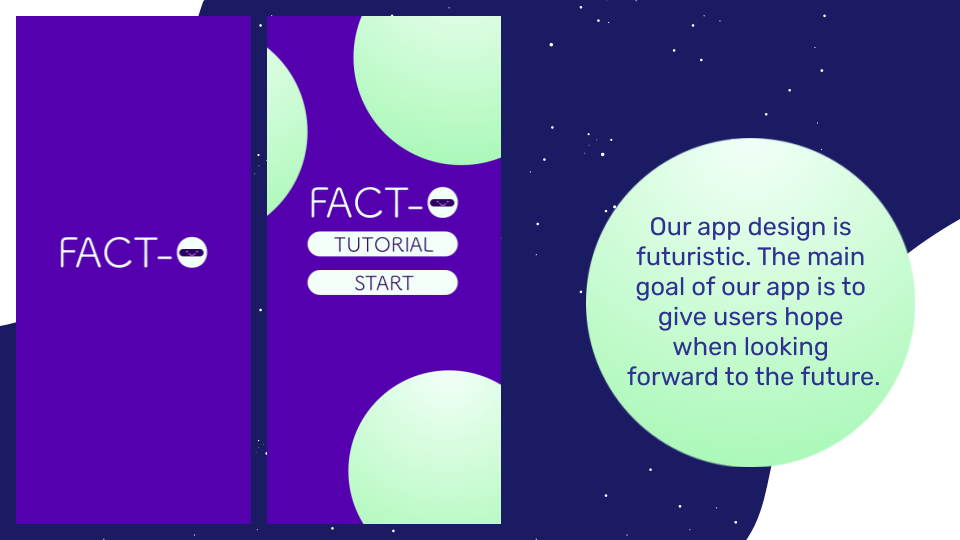 FACT-O
FACT-O
TUTORIAL
START
Our app design is
futuristic. The main
goal of our app is to
give users hope
when looking
forward to the future.